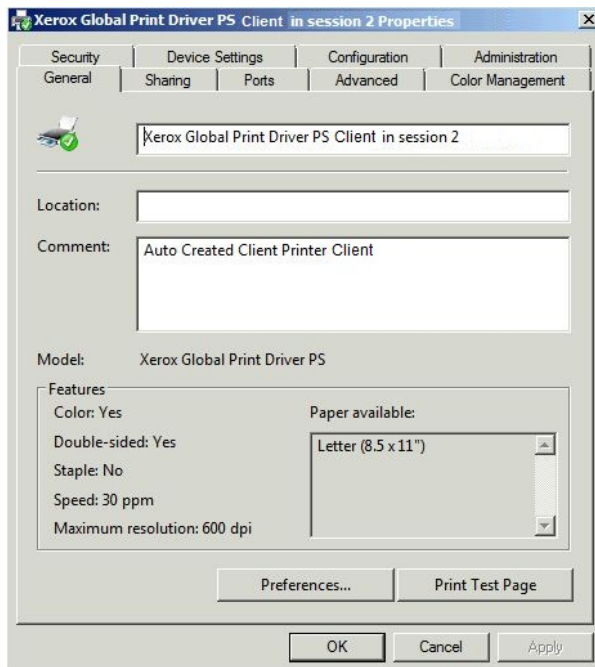 Xerox Global Print Driver PS Client in session 2 Properties
Security Device Settings Configuration Administration
General Sharing Ports Advanced Color Management
Xerox Global Print Driver PS Client in session 2
Location:
Comment: Auto Created Client Printer Client
Model: Xerox Global Print Driver PS
Features
Color: Yes
Double-sided: Yes
Staple: No
Speed: 30 ppm
Maximum resolution: 600 dpi
Paper available:
Letter (8.5 x 11")
Preferences... Print Test Page
OK Cancel Apply